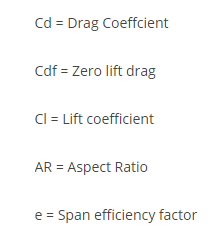 Cd = Drag Coeffcient
Cdf = Zero lift drag
Cl = Lift coefficient
AR = Aspect Ratio
e = Span efficiency factor